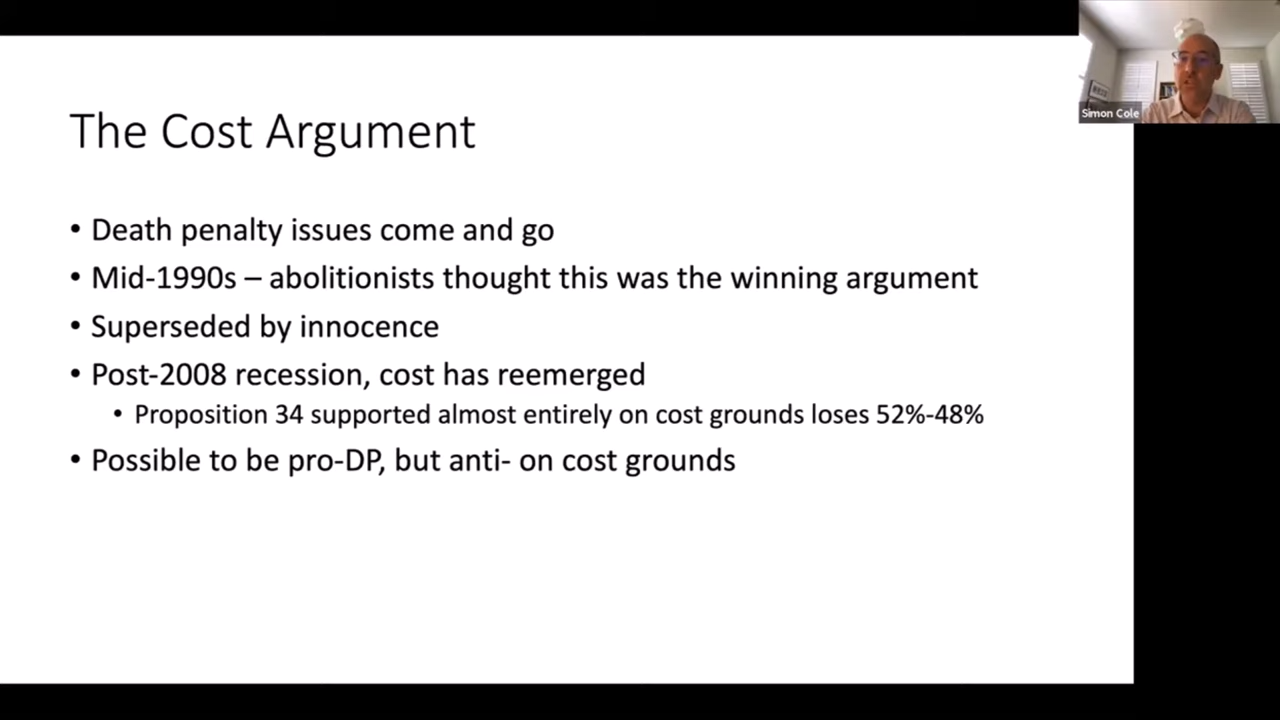 Simon Cole
The Cost Argument
• Death penalty issues come and go
• Mid-1990s – abolitionists thought this was the winning argument
• Superseded by innocence
• Post-2008 recession, cost has reemerged
• Proposition 34 supported almost entirely on cost grounds loses 52%-48%
• Possible to be pro-DP, but anti- on cost grounds